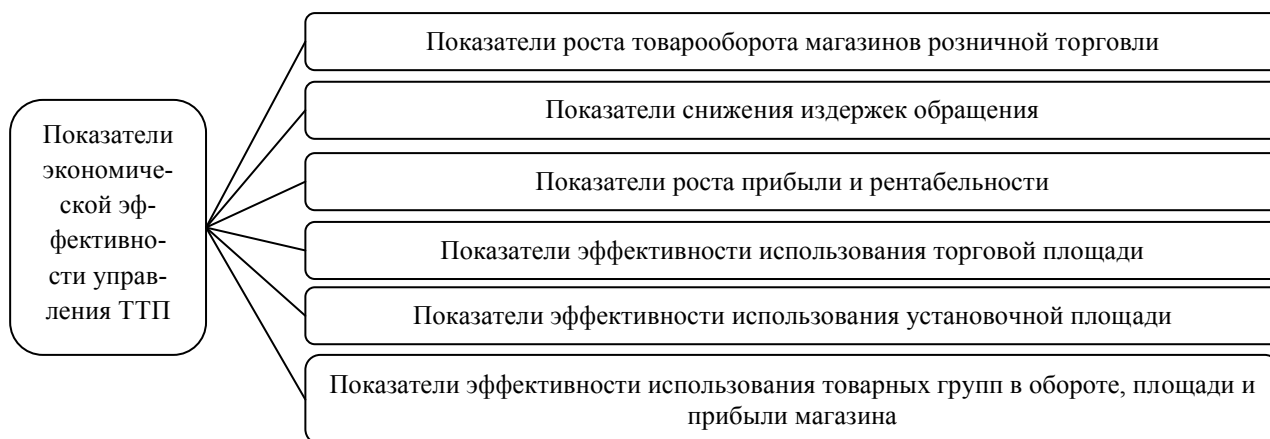 Показатели
экономиче-
ской эф-
фективно-
сти управ-
ления ТТП
Показатели роста товарооборота магазинов розничной торговли
Показатели снижения издержек обращения
Показатели роста прибыли и рентабельности
Показатели эффективности использования торговой площади
Показатели эффективности использования установочной площади
Показатели эффективности использования товарных групп в обороте, площади и
прибыли магазина